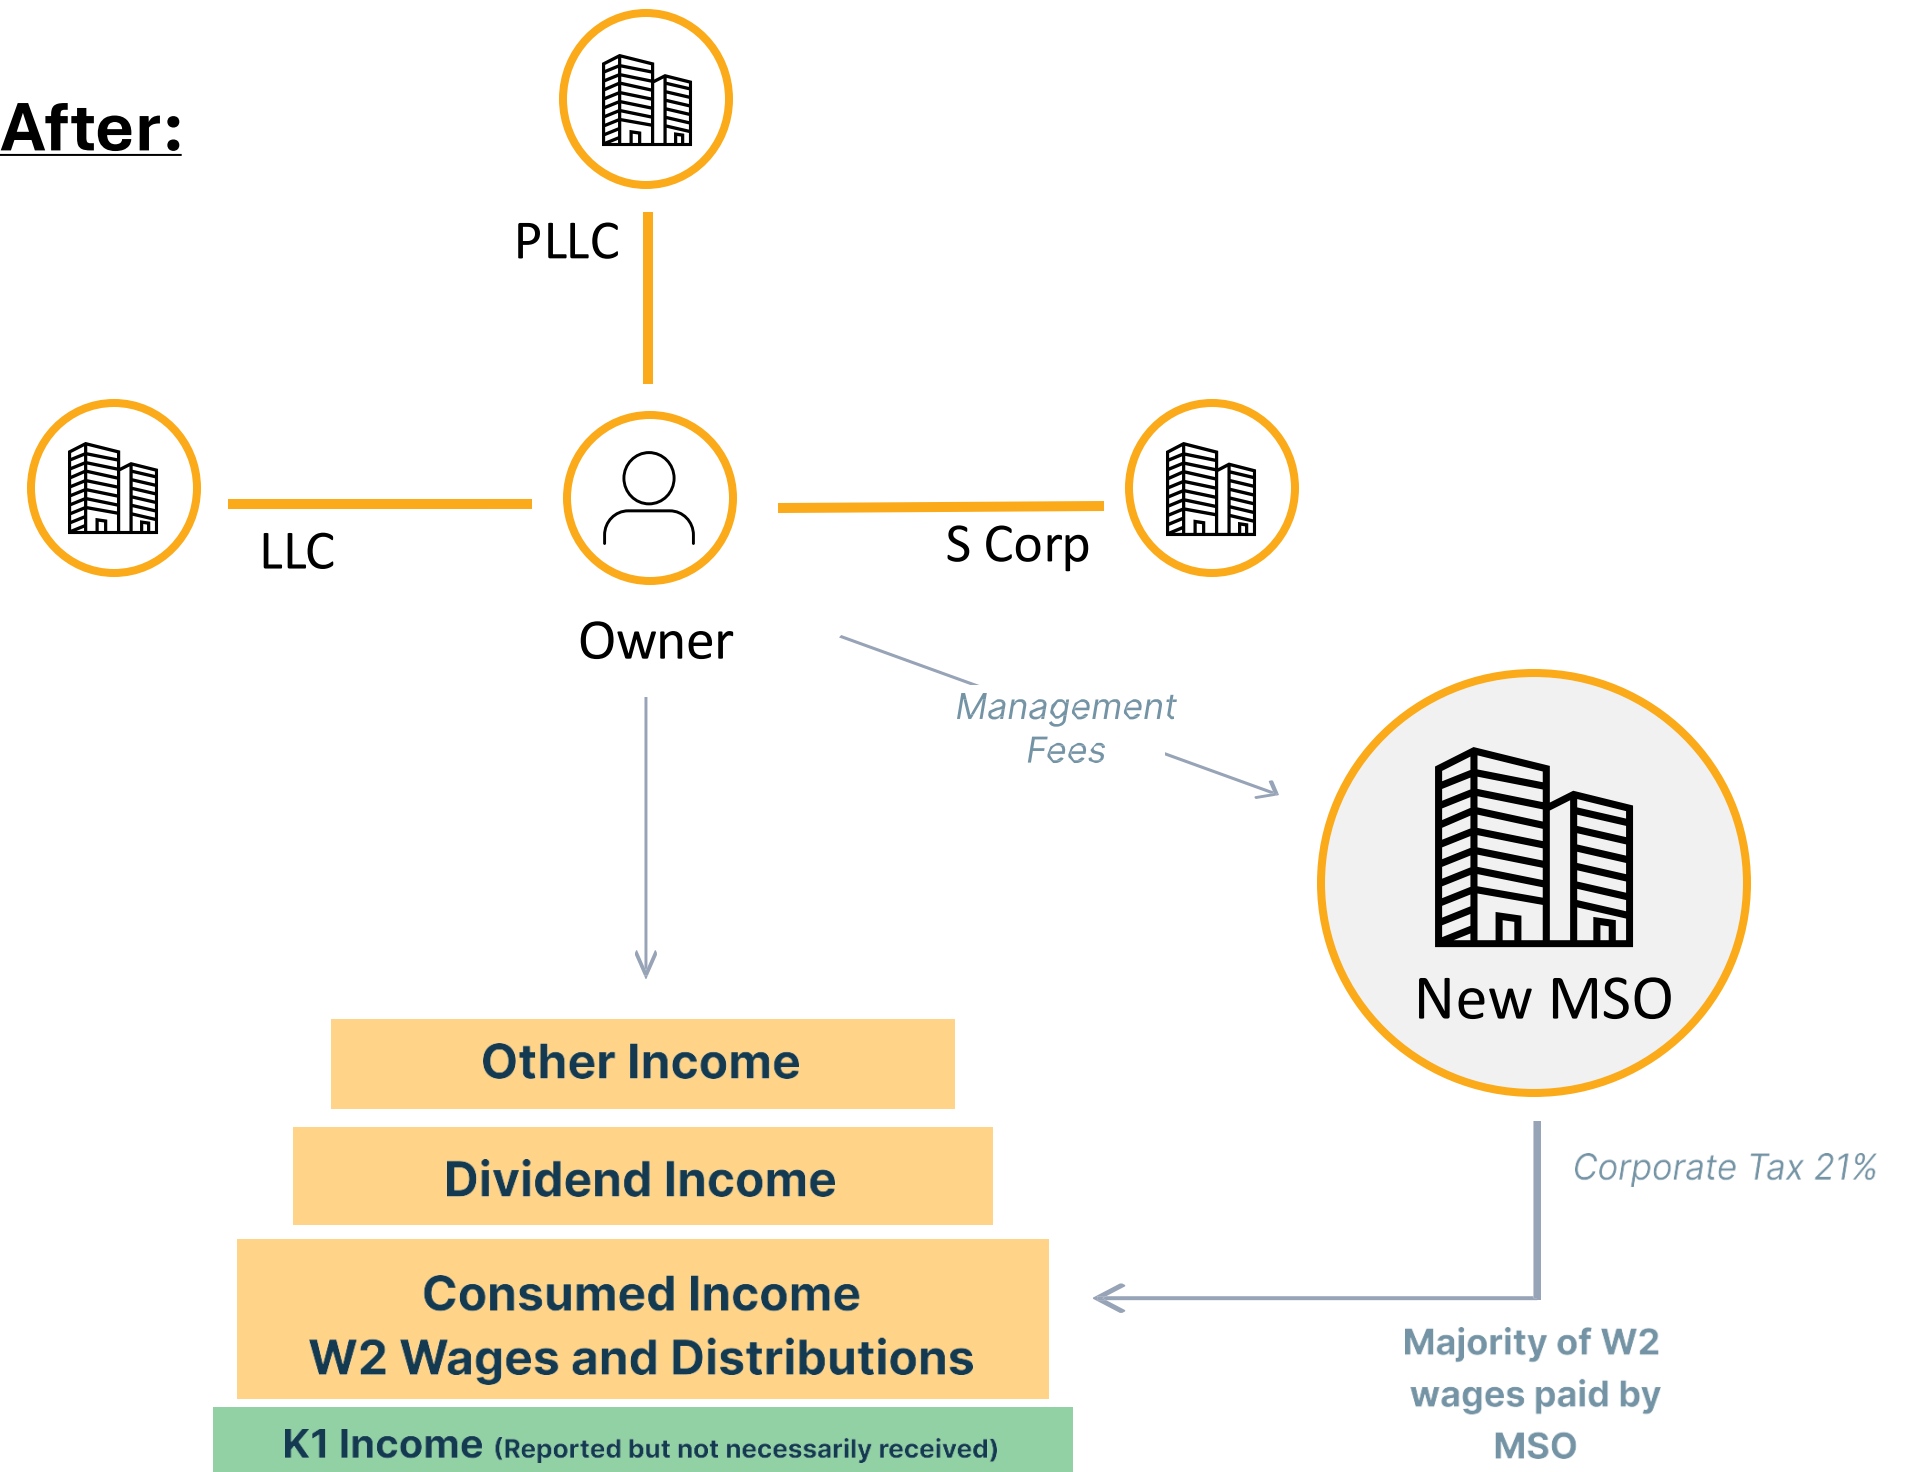 After:
PLLC
LLC
S Corp
Owner
Management
Fees
New MSO
Other Income
Corporate Tax 21%
Dividend Income
Consumed Income
W2 Wages and Distributions
Majority of W2
wages paid by
MSO
K1 Income (Reported but not necessarily received)